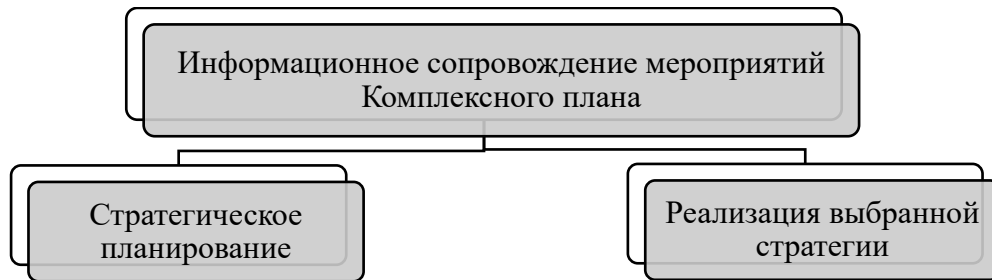 Информационное сопровождение мероприятий
Комплексного плана
Стратегическое
планирование
Реализация выбранной
стратегии